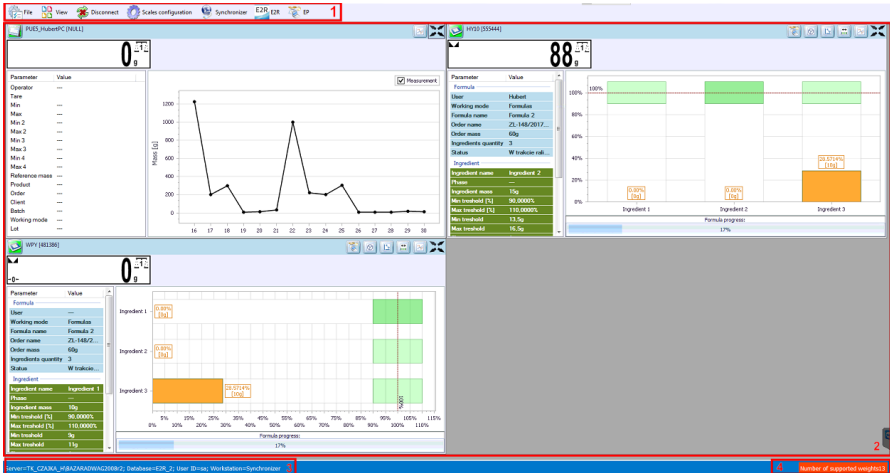 File View Disconnect Scales configuration Synchronizer E2R E2R EP 1
PUE5_HubertPC [NULL]
0 g
Parameter Value
Operator ---
Tare
Min ---
Max ---
Min 2 ---
Max 2 ---
Min 3 ---
Max 3 ---
Min 4 ---
Max 4 ---
Reference mass ---
Product ---
Order ---
Client ---
Batch ---
Working mode ---
Lot ---
Measurement
Mass [g]
1200
1000
800
600
400
200
0
16 17 18 19 20 21 22 23 24 25 26 27 28 29 30
HY10 [555444]
88 g
Parameter Value
Formula
User Hubert
Working mode Formulas
Formula name Formula 2
Order name ZL-148/2017...
Order mass 60g
Ingredients quantity 3
Status W trakcie reali...
Ingredient
Ingredient name Ingredient 2
Phase ---
Ingredient mass 15g
Min treshold [%] 90,0000%
Max treshold [%] 110,0000%
Min treshold 13,5g
Max treshold 16,5g
100%
80%
60%
40%
20%
0%
100%
0.00%
[0g]
0.00%
[0g]
28.5714%
[10g]
Ingredient 1 Ingredient 2 Ingredient 3
Formula progress:
17%
WPY [481386]
0 g
-0-
Parameter Value
Formula
User ---
Working mode Formulas
Formula name Formula 2
Order name ZL-148/2...
Order mass 60g
Ingredients quantity 3
Status W trakcie...
Ingredient
Ingredient name Ingredient 1
Phase ---
Ingredient mass 10g
Min treshold [%] 90,0000%
Max treshold [%] 110,0000%
Min treshold 9g
Max treshold 11g
Ingredient 1
0.00%
[0g]
Ingredient 2
0.00%
[0g]
Ingredient 3
28.5714%
[10g]
100%
5% 10% 15% 20% 25% 30% 35% 40% 45% 50% 55% 60% 65% 70% 75% 80% 85% 90% 95% 100% 105% 110% 115%
Formula progress:
17%
2
Server=TK_CZAJKA_H\BAZARADWAG2008r2; Database=E2R_2; User ID=sa; Workstation=Synchronizer 3
4 Number of supported weights13